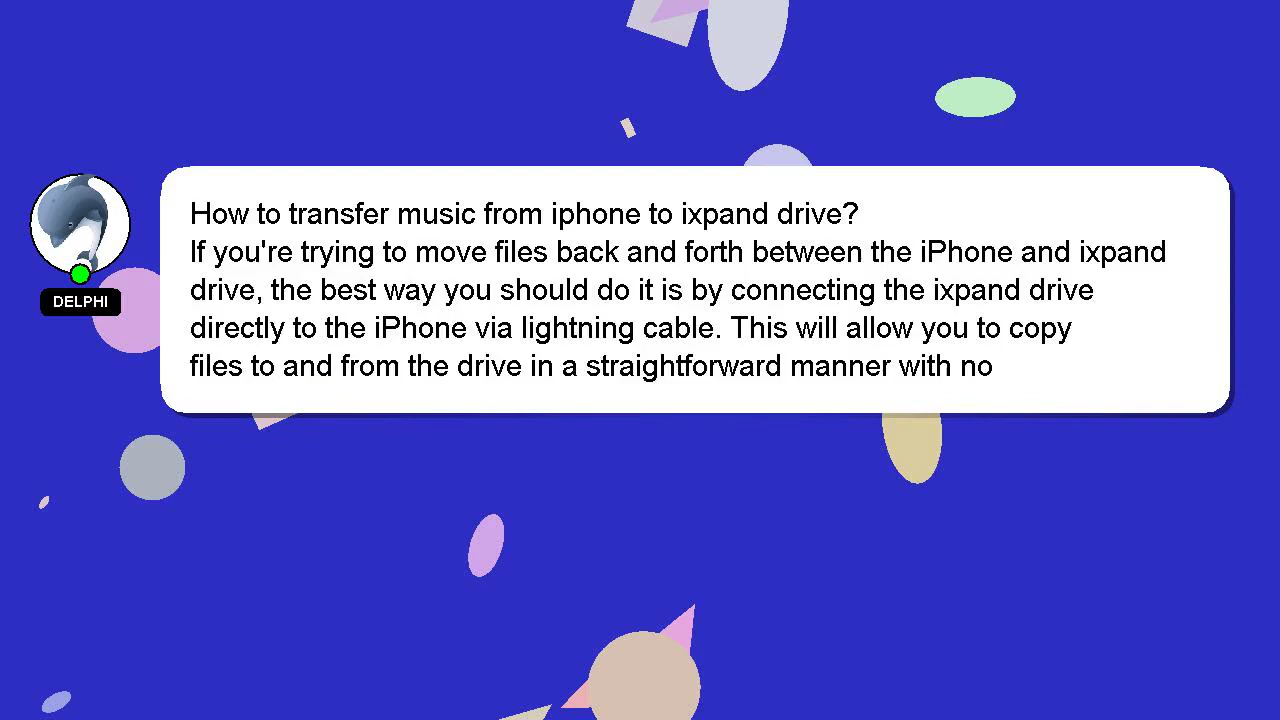 How to transfer music from iphone to ixpand drive?
If you're trying to move files back and forth between the iPhone and ixpand
drive, the best way you should do it is by connecting the ixpand drive
directly to the iPhone via lightning cable. This will allow you to copy
files to and from the drive in a straightforward manner with no
DELPHI